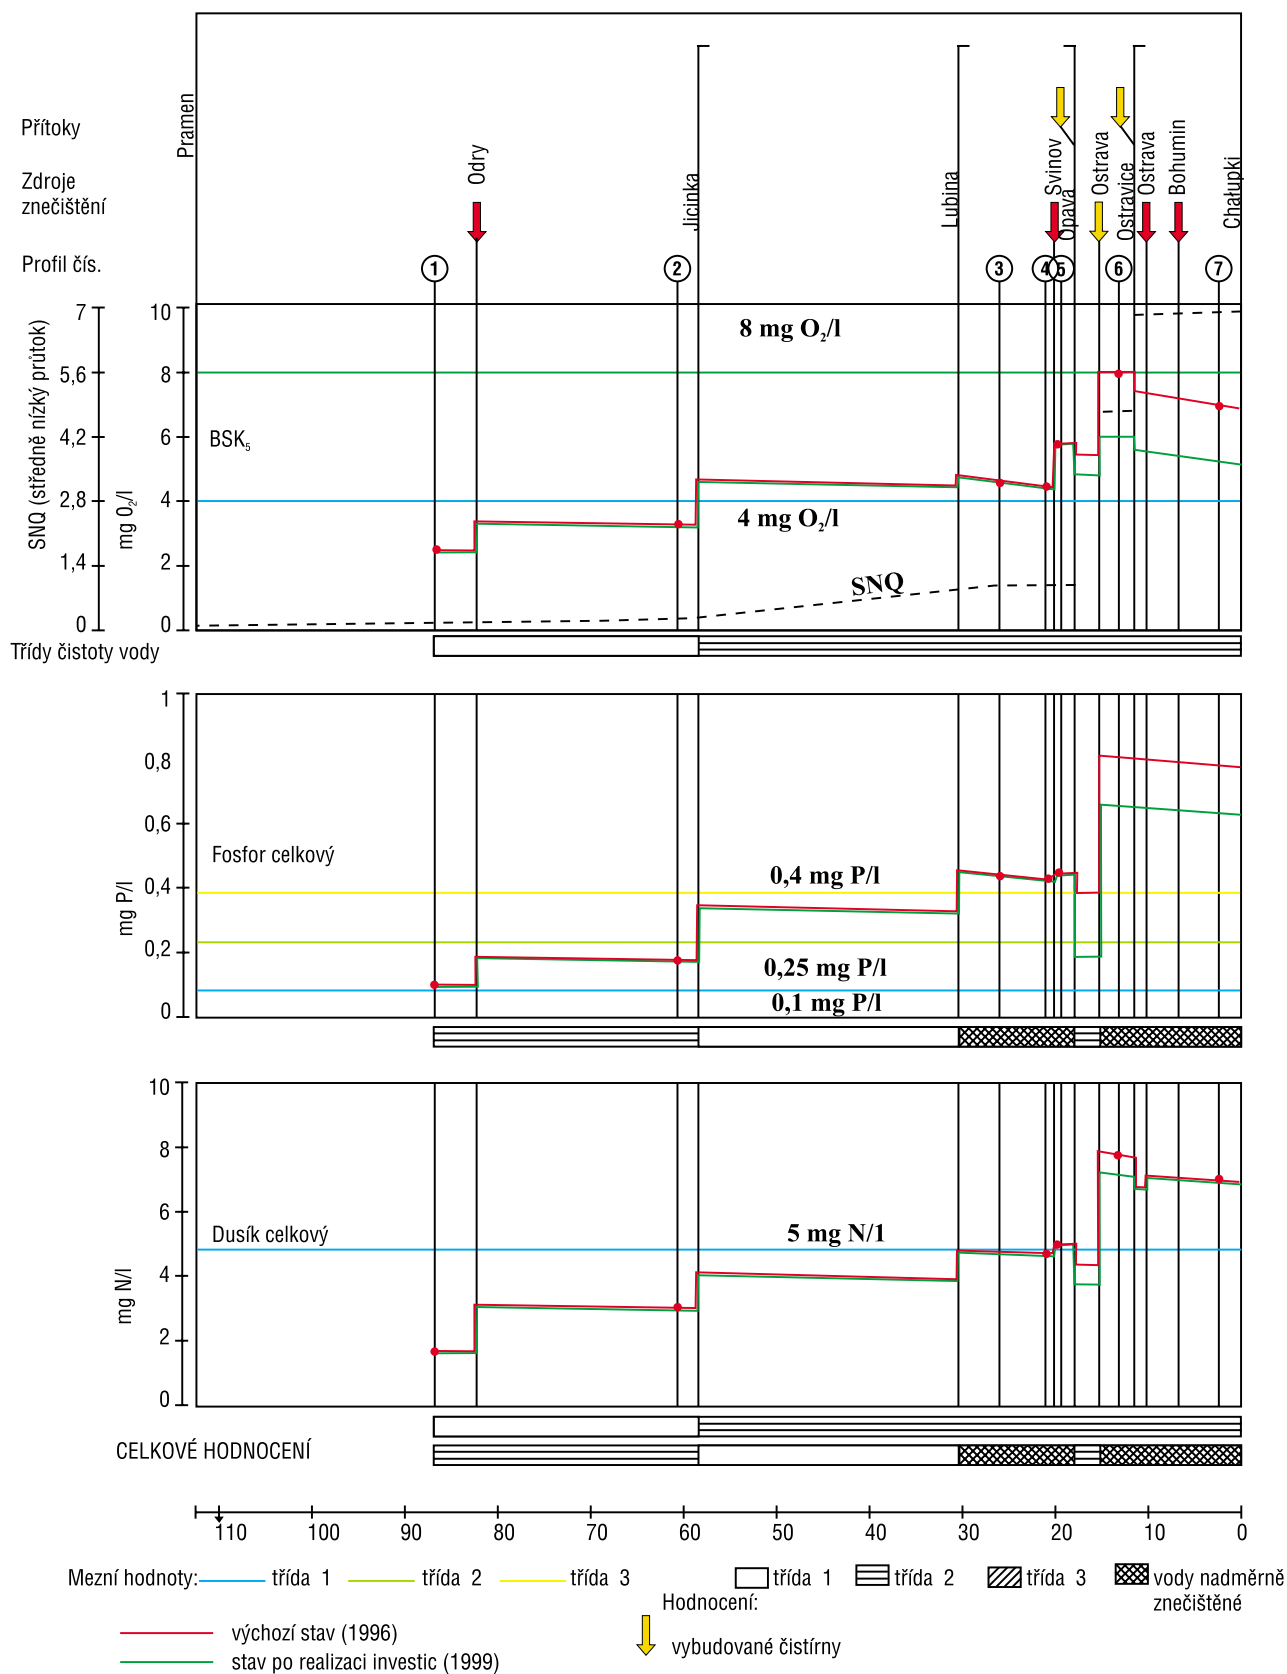 Přítoky
Zdroje
znečištění
Profil čís.
Pramen
Odry
Jicinka
Lubina
Svinov
Opava
Ostrava
Ostravice
Ostrava
Bohumin
Chałupki
1
2
3
4
5
6
7
SNQ (středně nízký průtok)
7
5,6
4,2
2,8
1,4
0
mg O2/l
10
8
6
4
2
0
8 mg O2/l
BSK5
4 mg O2/l
SNQ
Třídy čistoty vody
mg P/l
1
0,8
0,6
0,4
0,2
0
Fosfor celkový
0,4 mg P/l
0,25 mg P/l
0,1 mg P/l
mg N/l
10
8
6
4
2
0
Dusík celkový
5 mg N/1
CELKOVÉ HODNOCENÍ
110 100 90 80 70 60 50 40 30 20 10 0
Mezní hodnoty: třída 1 třída 2 třída 3
třída 1 třída 2 třída 3 vody nadměrně
znečištěné
Hodnocení:
výchozí stav (1996)
vybudované čistírny
stav po realizaci investic (1999)